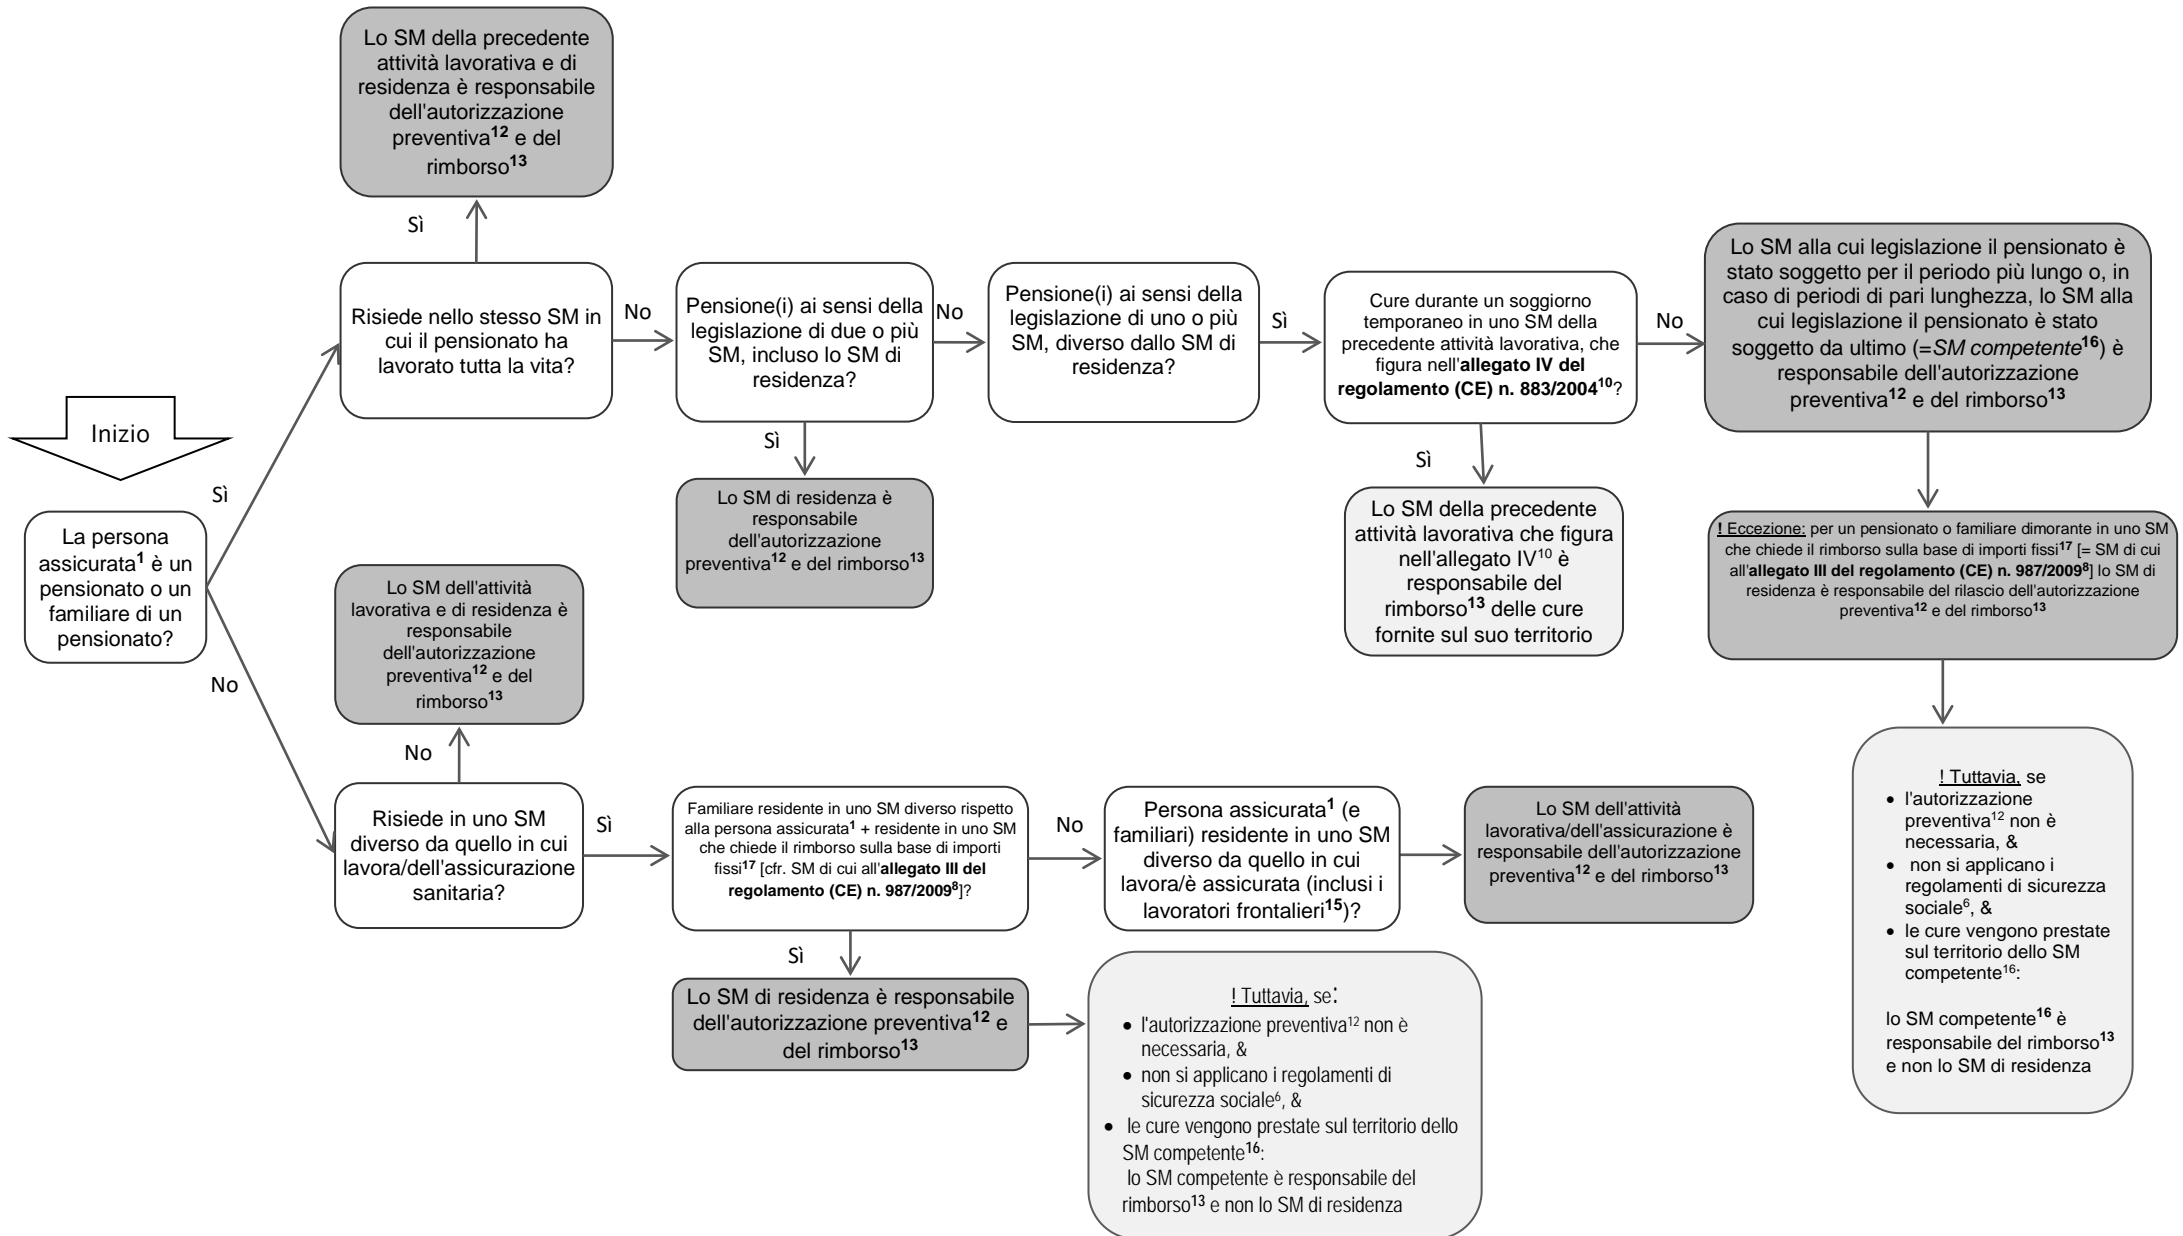 Lo SM della precedente
attività lavorativa e di
residenza è responsabile
dell'autorizzazione
preventiva12 e del
rimborso13
Sì
Risiede nello stesso SM in
cui il pensionato ha
lavorato tutta la vita?
No
Pensione(i) ai sensi della
legislazione di due o più
SM, incluso lo SM di
residenza?
No
Pensione(i) ai sensi della
legislazione di uno o più
SM, diverso dallo SM di
residenza?
Sì
Cure durante un soggiorno
temporaneo in uno SM della
precedente attività lavorativa, che
figura nell'allegato IV del
regolamento (CE) n. 883/200410?
No
Lo SM alla cui legislazione il pensionato è
stato soggetto per il periodo più lungo o, in
caso di periodi di pari lunghezza, lo SM alla
cui legislazione il pensionato è stato
soggetto da ultimo (=SM competente16) è
responsabile dell'autorizzazione
preventiva12 e del rimborso13
Inizio
Sì
La persona
assicurata1 è un
pensionato o un
familiare di un
pensionato?
No
Sì
Lo SM di residenza è
responsabile
dell'autorizzazione
preventiva12 e del rimborso13
Sì
Lo SM della precedente
attività lavorativa che figura
nell'allegato IV10 è
responsabile del
rimborso13 delle cure
fornite sul suo territorio
! Eccezione: per un pensionato o familiare dimorante in uno SM
che chiede il rimborso sulla base di importi fissi17 [= SM di cui
all'allegato III del regolamento (CE) n. 987/20098] lo SM di
residenza è responsabile del rilascio dell'autorizzazione
preventiva12 e del rimborso13
Lo SM dell'attività
lavorativa e di residenza è
responsabile
dell'autorizzazione
preventiva12 e del
rimborso13
No
Risiede in uno SM
diverso da quello in cui
lavora/dell'assicurazione
sanitaria?
Sì
Familiare residente in uno SM diverso rispetto
alla persona assicurata1 + residente in uno SM
che chiede il rimborso sulla base di importi
fissi17 [cfr. SM di cui all'allegato III del
regolamento (CE) n. 987/20098]?
No
Persona assicurata1 (e
familiari) residente in uno SM
diverso da quello in cui
lavora/è assicurata (inclusi i
lavoratori frontalieri15)?
Lo SM dell'attività
lavorativa/dell'assicurazione è
responsabile dell'autorizzazione
preventiva12 e del rimborso13
Sì
Lo SM di residenza è responsabile
dell'autorizzazione preventiva12 e
del rimborso13
! Tuttavia, se:
• l'autorizzazione preventiva12 non è
necessaria, &
• non si applicano i regolamenti di
sicurezza sociale6, &
• le cure vengono prestate sul territorio dello
SM competente16:
lo SM competente è responsabile del
rimborso13 e non lo SM di residenza
! Tuttavia, se
• l'autorizzazione
preventiva12 non è
necessaria, &
• non si applicano i
regolamenti di sicurezza
sociale6, &
• le cure vengono prestate
sul territorio dello SM
competente16:
lo SM competente16 è
responsabile del rimborso13
e non lo SM di residenza